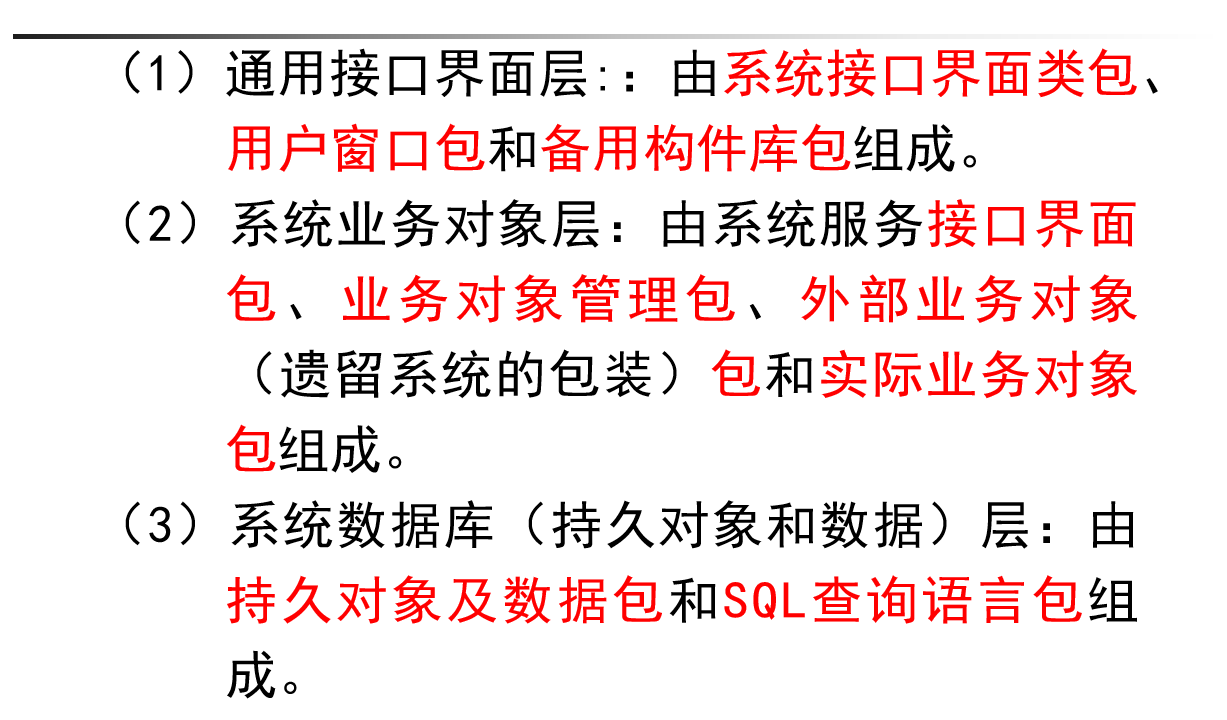 （1）通用接口界面层:：由系统接口界面类包、
用户窗口包和备用构件库包组成。
（2）系统业务对象层：由系统服务接口界面
包、业务对象管理包、外部业务对象
（遗留系统的包装）包和实际业务对象
包组成。
（3）系统数据库（持久对象和数据）层：由
持久对象及数据包和SQL查询语言包组
成。